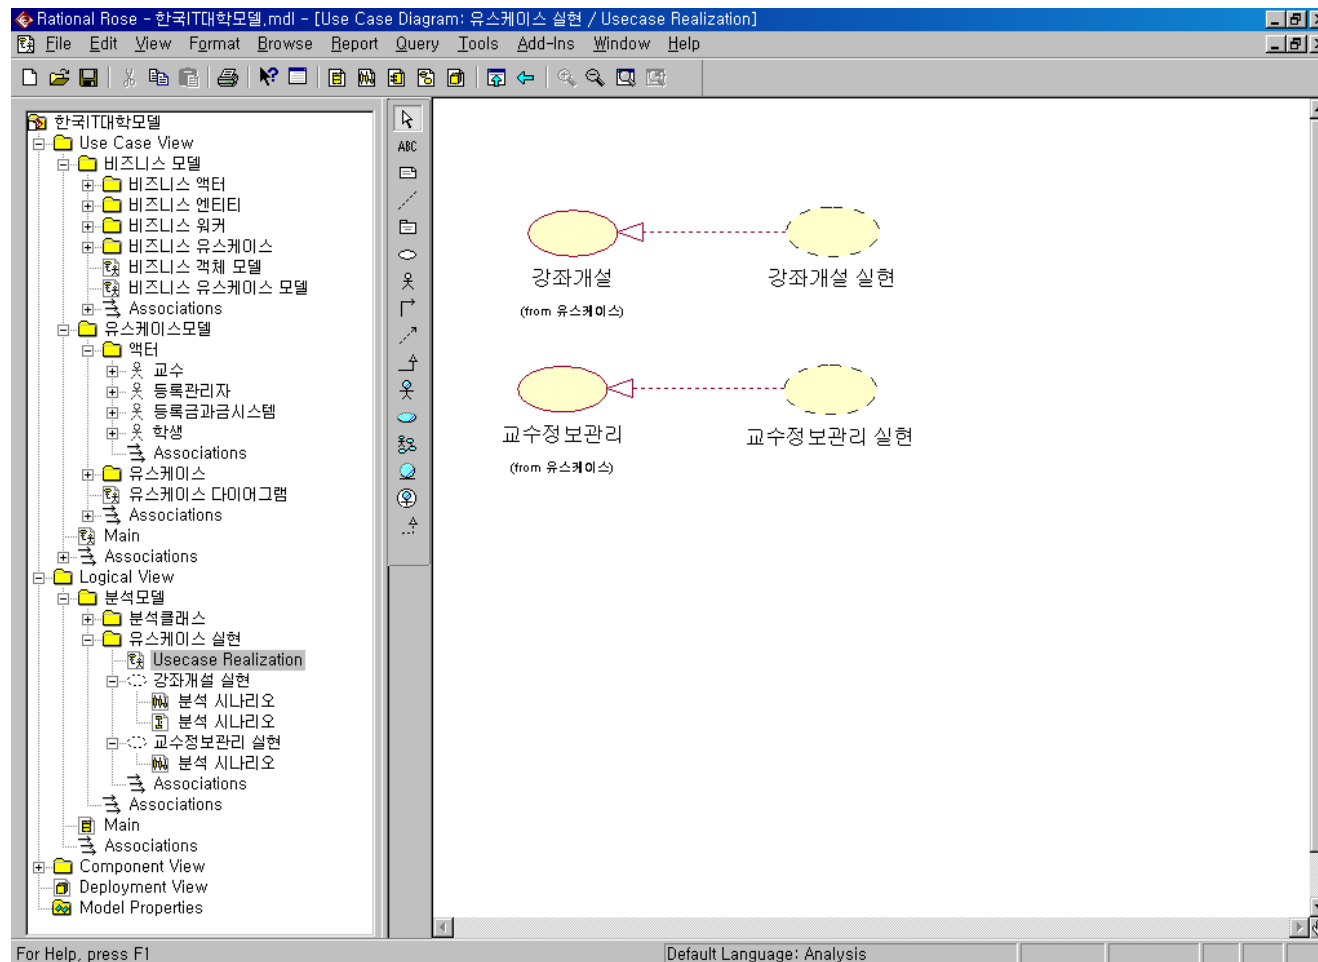 Rational Rose - 한국IT대학모델.mdl - [Use Case Diagram: 유스케이스 실현 / Usecase Realization]
File Edit View Format Browse Report Query Tools Add-Ins Window Help
한국IT대학모델
Use Case View
비즈니스 모델
비즈니스 액터
비즈니스 엔티티
비즈니스 워커
비즈니스 유스케이스
비즈니스 객체 모델
비즈니스 유스케이스 모델
Associations
유스케이스모델
액터
교수
등록관리자
등록금과금시스템
학생
Associations
유스케이스
유스케이스 다이어그램
Associations
Main
Associations
Logical View
분석모델
분석클래스
유스케이스 실현
Usecase Realization
강좌개설 실현
분석 시나리오
분석 시나리오
교수정보관리 실현
분석 시나리오
Associations
Associations
Main
Associations
Component View
Deployment View
Model Properties
ABC
강좌개설
(from 유스케이스)
강좌개설 실현
교수정보관리
(from 유스케이스)
교수정보관리 실현
For Help, press F1
Default Language: Analysis